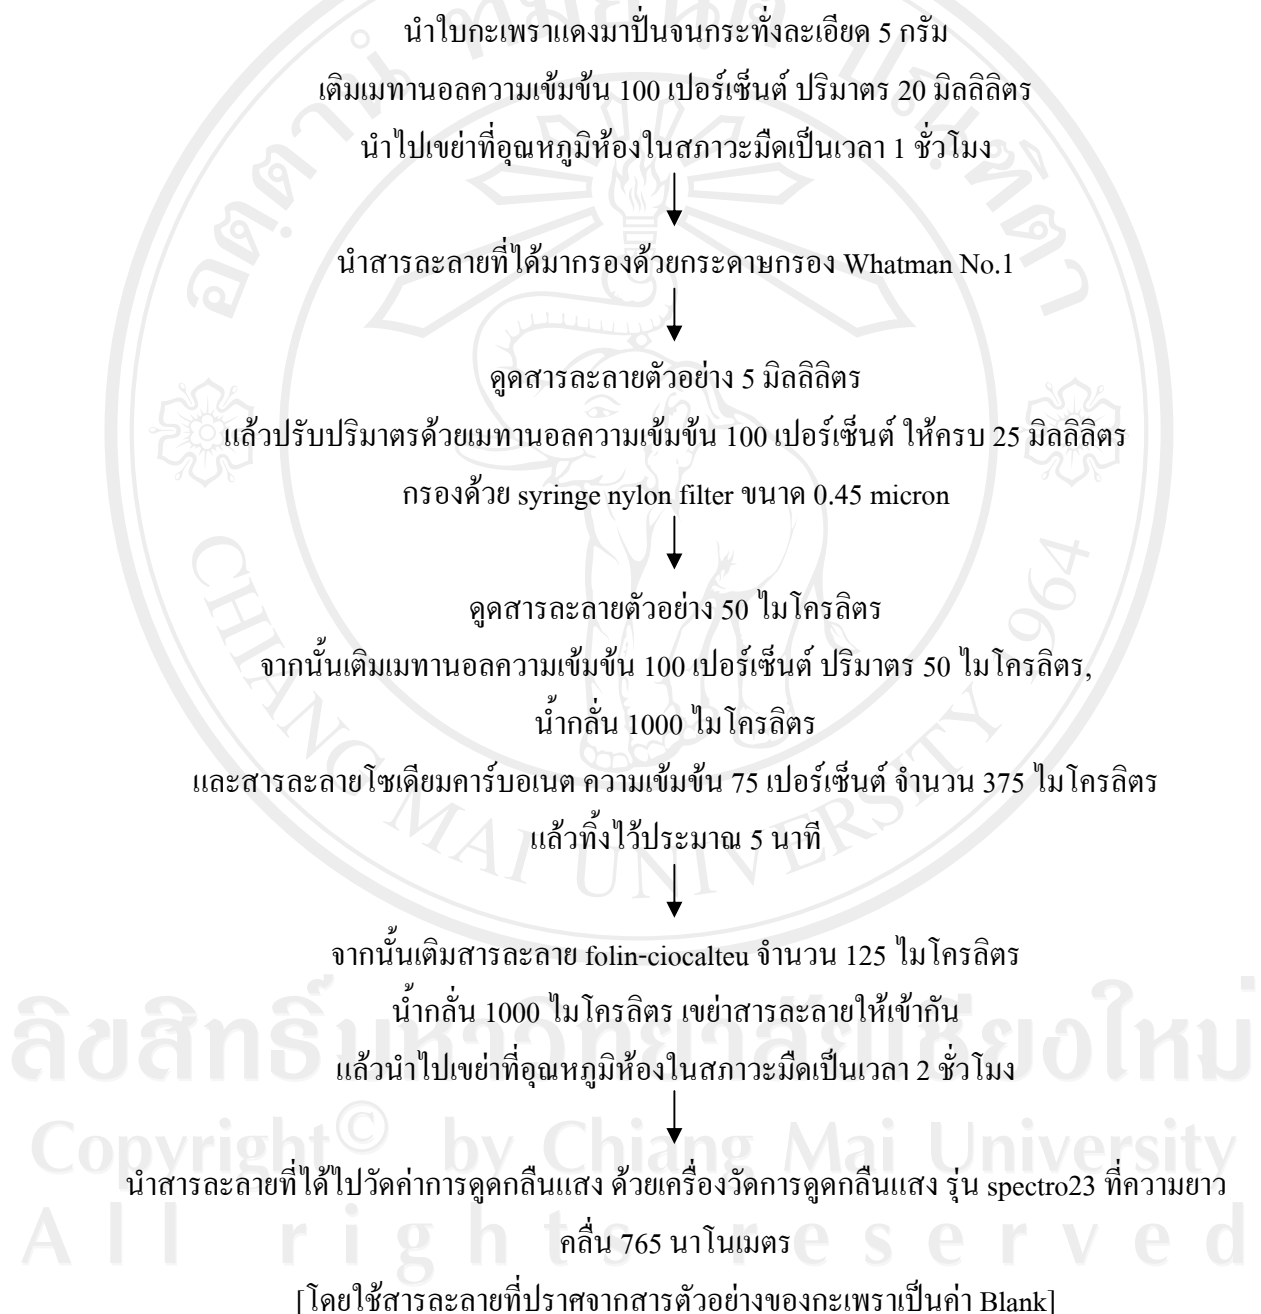 นำใบกะเพราแดงมาปั่นจนกระทั่งละเอียด 5 กรัม
เติมเมทานอลความเข้มข้น 100 เปอร์เซ็นต์ ปริมาตร 20 มิลลิลิตร
นำไปเขย่าที่อุณหภูมิห้องในสภาวะมืดเป็นเวลา 1 ชั่วโมง
นำสารละลายที่ได้มากรองด้วยกระดาษกรอง Whatman No.1
ดูดสารละลายตัวอย่าง 5 มิลลิลิตร
แล้วปรับปริมาตรด้วยเมทานอลความเข้มข้น 100 เปอร์เซ็นต์ ให้ครบ 25 มิลลิลิตร
กรองด้วย syringe nylon filter ขนาด 0.45 micron
ดูดสารละลายตัวอย่าง 50 ไมโครลิตร
จากนั้นเติมเมทานอลความเข้มข้น 100 เปอร์เซ็นต์ ปริมาตร 50 ไมโครลิตร,
น้ำกลั่น 1000 ไมโครลิตร
และสารละลายโซเดียมคาร์บอเนต ความเข้มข้น 75 เปอร์เซ็นต์ จำนวน 375 ไมโครลิตร
แล้วทิ้งไว้ประมาณ 5 นาที
จากนั้นเติมสารละลาย folin-ciocalteu จำนวน 125 ไมโครลิตร
น้ำกลั่น 1000 ไมโครลิตร เขย่าสารละลายให้เข้ากัน
แล้วนำไปเขย่าที่อุณหภูมิห้องในสภาวะมืดเป็นเวลา 2 ชั่วโมง
นำสารละลายที่ได้ไปวัดค่าการดูดกลืนแสง ด้วยเครื่องวัดการดูดกลืนแสง รุ่น spectro23 ที่ความยาว
คลื่น 765 นาโนเมตร
[โดยใช้สารละลายที่ปราศจากสารตัวอย่างของกะเพราเป็นค่า Blank]
CHIANG MAI UNIVERSITY 1964
ลิขสิทธิ์มหาวิทยาลัยเชียงใหม่
Copyright© by Chiang Mai University
All rights reserved